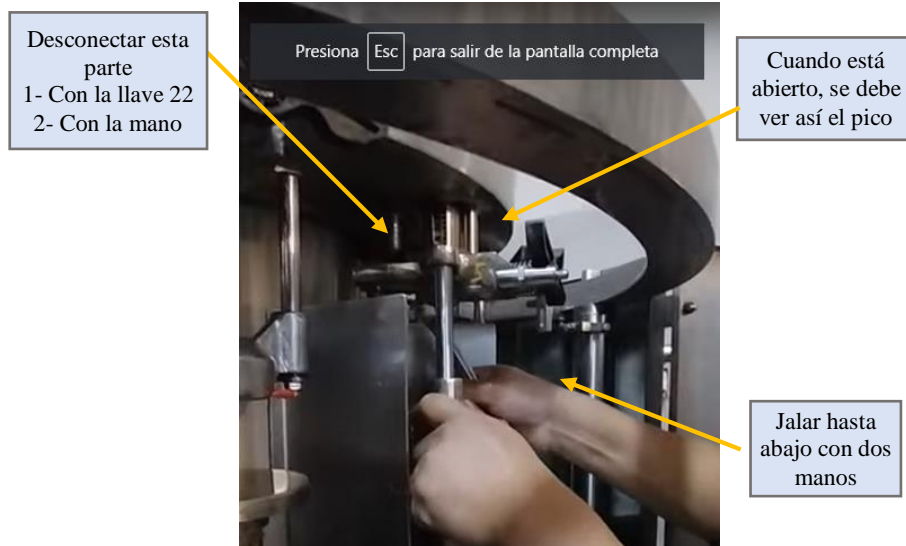 Desconectar esta
parte
1- Con la llave 22
2- Con la mano
Presiona Esc para salir de la pantalla completa
Cuando está
abierto, se debe
ver así el pico
5
Jalar hasta
abajo con dos
manos